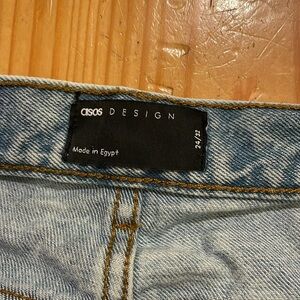 asos DESIGN
Made in Egypt
24/32